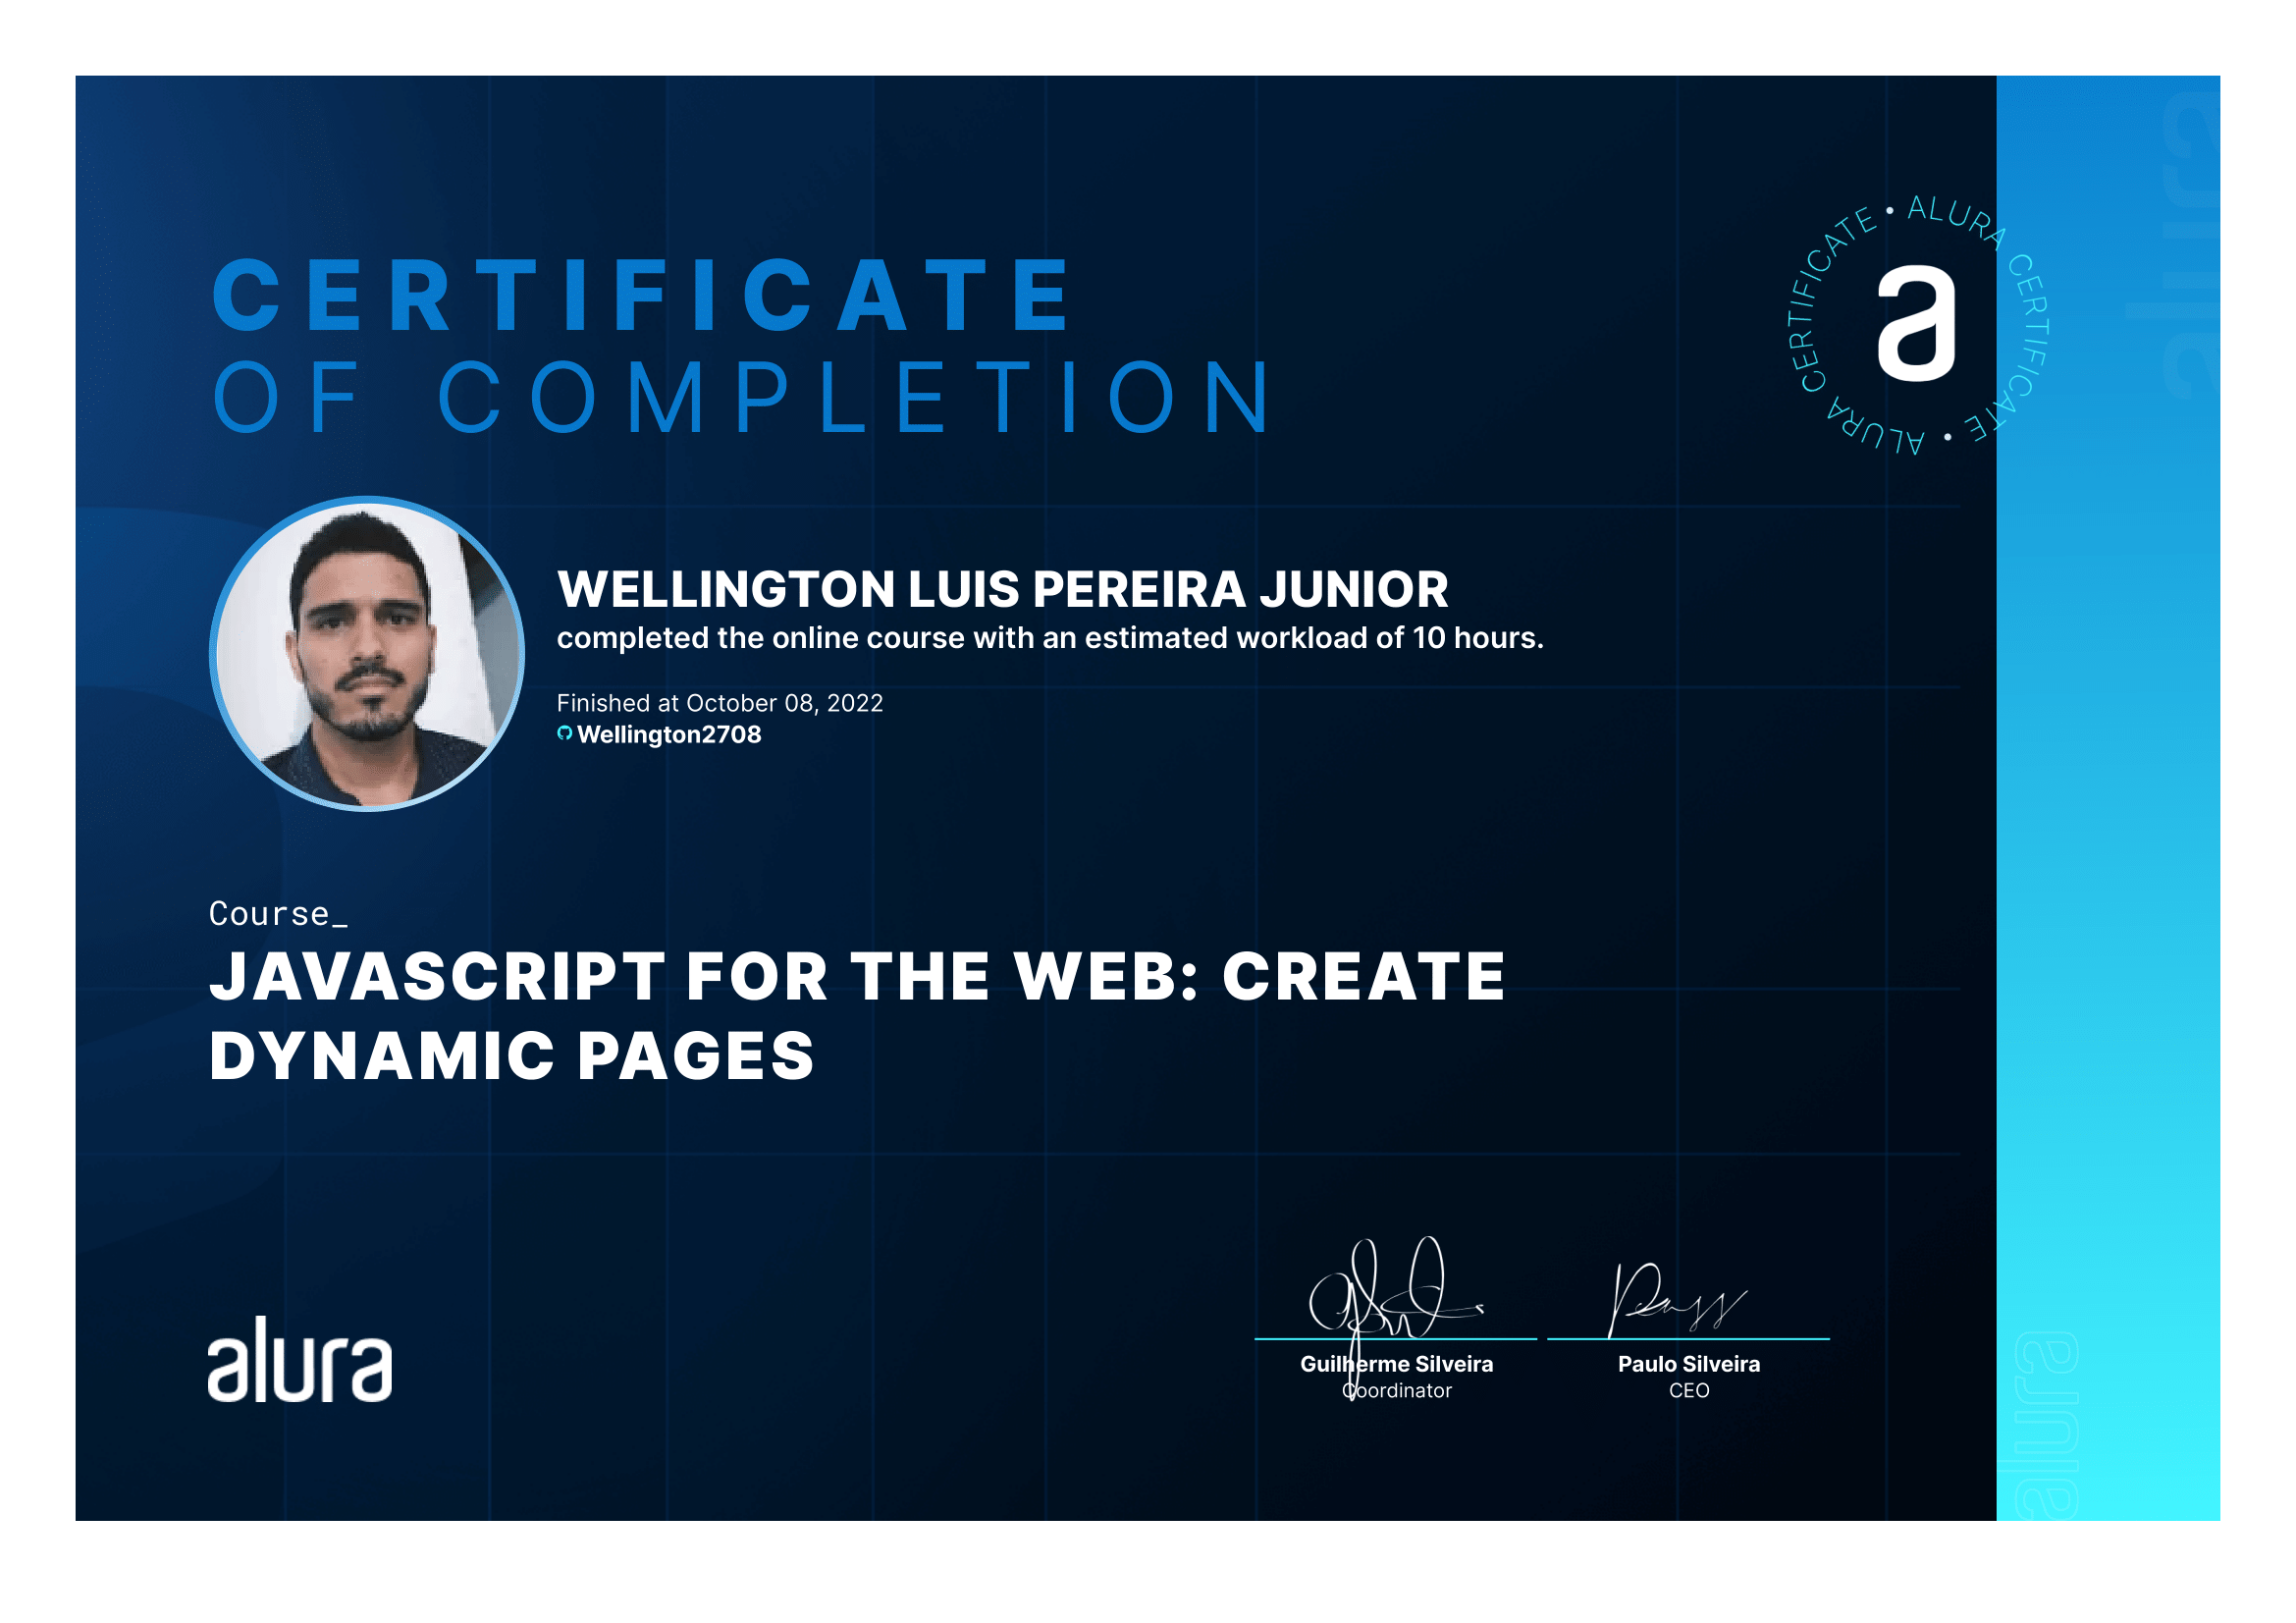 CERTIFICATE
OF COMPLETION
ALURA CERTIFICATE • ALURA CERTIFICATE •
a
alura
WELLINGTON LUIS PEREIRA JUNIOR
completed the online course with an estimated workload of 10 hours.
Finished at October 08, 2022
Wellington2708
Course_
JAVASCRIPT FOR THE WEB: CREATE
DYNAMIC PAGES
alura
Guilherme Silveira
Coordinator
Paulo Silveira
CEO
alura